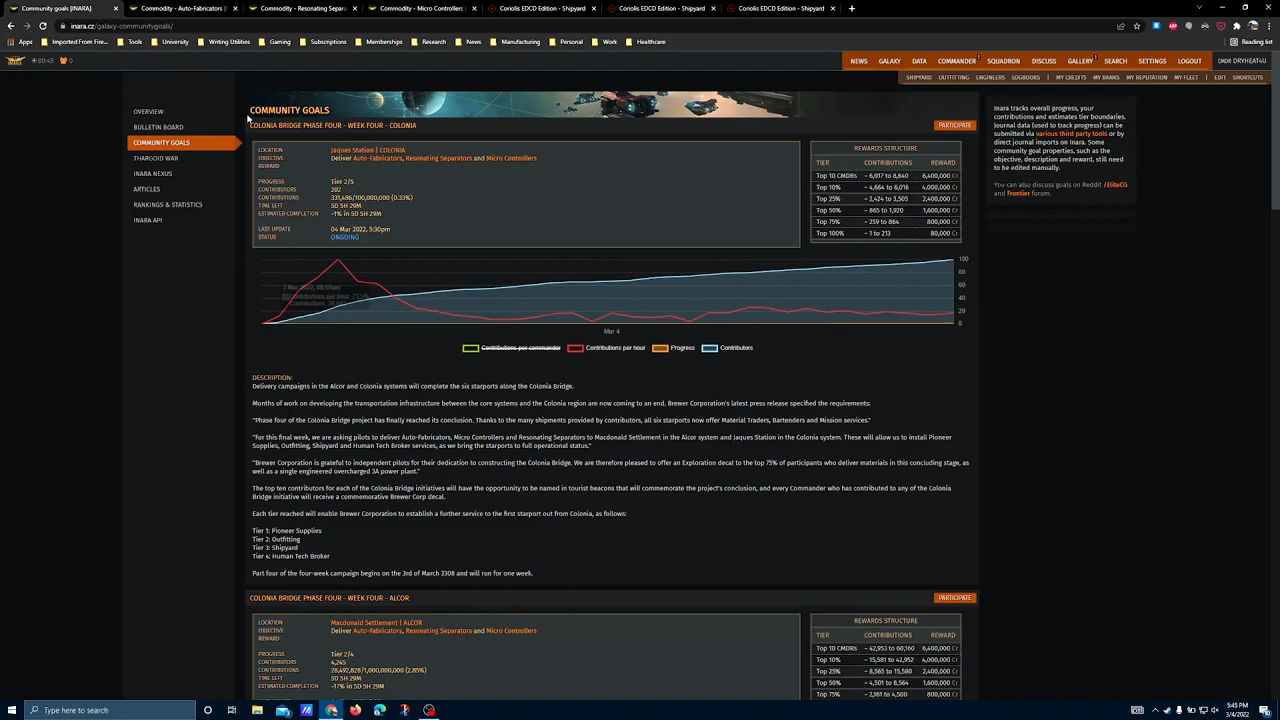 Community goals [INARA]
Commodity - Auto-Fabricators [
Commodity - Resonating Separa
Commodity - Micro Controllers
Coriolis EDCD Edition - Shipyard
Coriolis EDCD Edition - Shipyard
Coriolis EDCD Edition - Shipyard
inara.cz/galaxy-communitygoals/
Apps
Imported From Fire...
Tools
University
Writing Utilities
Gaming
Subscriptions
Memberships
Research
News
Manufacturing
Personal
Work
Healthcare
Reading list
00:45
0
NEWS GALAXY DATA COMMANDER SQUADRON DISCUSS GALLERY SEARCH SETTINGS LOGOUT CMDR DRYHEAT4U
SHIPYARD OUTFITTING ENGINEERS LOGBOOKS | MY CREDITS MY RANKS MY REPUTATION MY FLEET | EDIT SHORTCUTS
OVERVIEW
BULLETIN BOARD
COMMUNITY GOALS
THARGOID WAR
INARA NEXUS
ARTICLES
RANKINGS & STATISTICS
INARA API
COMMUNITY GOALS
COLONIA BRIDGE PHASE FOUR - WEEK FOUR - COLONIA
PARTICIPATE
LOCATION Jaques Station | COLONIA
OBJECTIVE Deliver Auto-Fabricators, Resonating Separators and Micro Controllers
REWARD
PROGRESS Tier 2/5
CONTRIBUTORS 202
CONTRIBUTIONS 331,486/100,000,000 (0.33%)
TIME LEFT 5D 5H 29M
ESTIMATED COMPLETION ~1% in 5D 5H 29M
LAST UPDATE 04 Mar 2022, 5:30pm
STATUS ONGOING
REWARDS STRUCTURE
TIER CONTRIBUTIONS REWARD
Top 10 CMDRs ~ 6,017 to 8,640 6,400,000 Cr
Top 10% ~ 4,664 to 6,016 4,000,000 Cr
Top 25% ~ 2,424 to 3,505 2,400,000 Cr
Top 50% ~ 865 to 1,920 1,600,000 Cr
Top 75% ~ 259 to 864 800,000 Cr
Top 100% ~ 1 to 213 80,000 Cr
Inara tracks overall progress, your
contributions and estimate tier boundaries.
Journal data (used to track progress) can be
submitted via various third party tools or by
direct journal imports on Inara. Some
community goal properties, such as the
objective, description and reward, still need
to be edited manually.
You can also discuss goals on Reddit /EliteCG
and Frontier forum.
100
80
60
40
20
0
Mar 4
Contributions per commander
Contributions per hour
Progress
Contributors
DESCRIPTION:
Delivery campaigns in the Alcor and Colonia systems will complete the six starports along the Colonia Bridge.
Months of work on developing the transportation infrastructure between the core systems and the Colonia region are now coming to an end. Brewer Corporation's latest press release specified the requirements:
"Phase four of the Colonia Bridge project has finally reached its conclusion. Thanks to the many shipments provided by contributors, all six starports now offer Material Traders, Bartenders and Mission services."
"For this final week, we are asking pilots to deliver Auto-Fabricators, Micro Controllers and Resonating Separators to Macdonald Settlement in the Alcor system and Jaques Station in the Colonia system. These will allow us to install Pioneer
Supplies, Outfitting, Shipyard and Human Tech Broker services, as we bring the starports to full operational status."
"Brewer Corporation is grateful to independent pilots for their dedication to constructing the Colonia Bridge. We are therefore pleased to offer an Exploration decal to the top 75% of participants who deliver materials in this concluding stage, as
well as a single engineered overcharged 3A power plant."
The top ten contributors for each of the Colonia Bridge initiatives will have the opportunity to be named in tourist beacons that will commemorate the project's conclusion, and every Commander who has contributed to any of the Colonia
Bridge initiative will receive a commemorative Brewer Corp decal.
Each tier reached will enable Brewer Corporation to establish a further service to the first starport out from Colonia, as follows:
Tier 1: Pioneer Supplies
Tier 2: Outfitting
Tier 3: Shipyard
Tier 4: Human Tech Broker
Part four of the four-week campaign begins on the 3rd of March 3308 and will run for one week.
COLONIA BRIDGE PHASE FOUR - WEEK FOUR - ALCOR
PARTICIPATE
LOCATION Macdonald Settlement | ALCOR
OBJECTIVE Deliver Auto-Fabricators, Resonating Separators and Micro Controllers
REWARD
PROGRESS Tier 2/4
CONTRIBUTORS 4,245
CONTRIBUTIONS 28,492,828/1,000,000,000 (2.85%)
TIME LEFT 5D 5H 29M
ESTIMATED COMPLETION ~17% in 5D 5H 29M
REWARDS STRUCTURE
TIER CONTRIBUTIONS REWARD
Top 10 CMDRs ~ 42,953 to 60,160 6,400,000 Cr
Top 10% ~ 15,581 to 42,952 4,000,000 Cr
Top 25% ~ 8,565 to 15,580 2,400,000 Cr
Top 50% ~ 4,501 to 8,564 1,600,000 Cr
Top 75% ~ 2,161 to 4,500 800,000 Cr
Type here to search
5:45 PM
3/4/2022